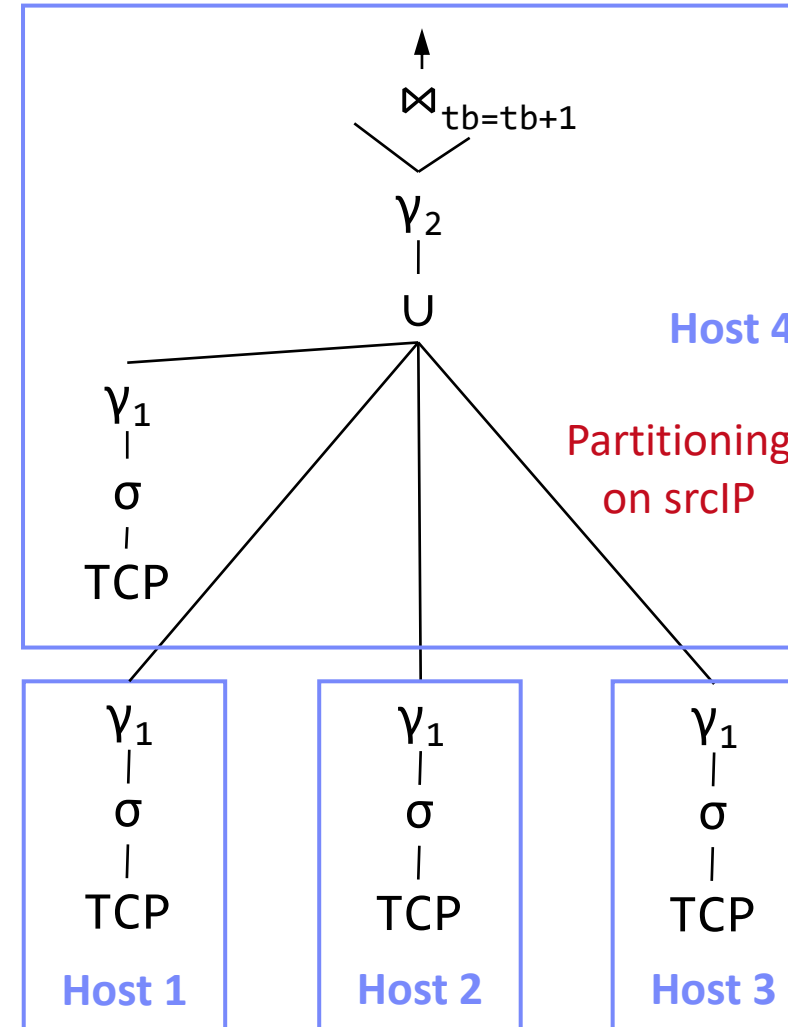 ⋈tb=tb+1
γ2
∪
Host 4
γ1
Partitioning
on srcIP
σ
TCP
γ1 γ1 γ1
σ σ σ
TCP TCP TCP
Host 1 Host 2 Host 3